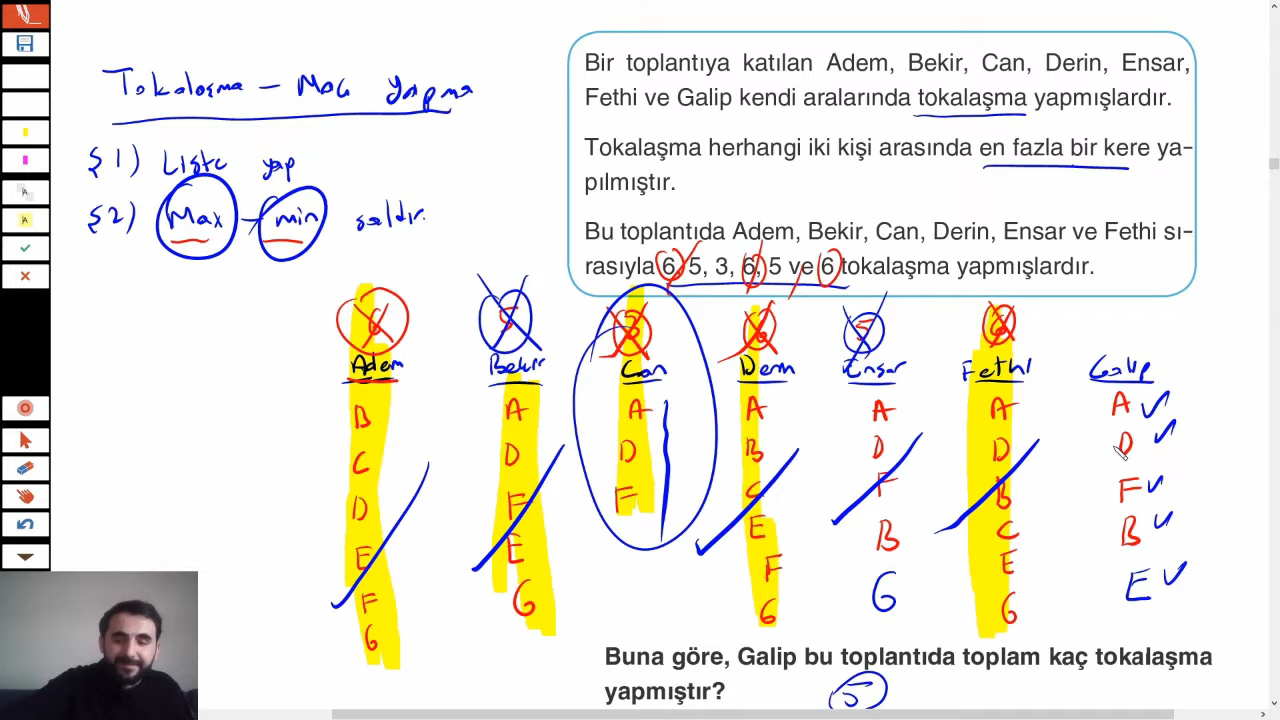 Tokalaşma – Maç yapma
§1) Liste yap
§2) Max – min saldır.
Bir toplantıya katılan Adem, Bekir, Can, Derin, Ensar,
Fethi ve Galip kendi aralarında tokalaşma yapmışlardır.
Tokalaşma herhangi iki kişi arasında en fazla bir kere ya-
pılmıştır.
Bu toplantıda Adem, Bekir, Can, Derin, Ensar ve Fethi sı-
rasıyla 6, 5, 3, 6, 5 ve 6 tokalaşma yapmışlardır.
6 5 3 6 5 6
Adem Bekir Can Derin Ensar Fethi Galip
B A A A A A A
C D D B D D D
D F F C F B F
E E E B C B
F G F G E E
G G G
Buna göre, Galip bu toplantıda toplam kaç tokalaşma
yapmıştır?
5